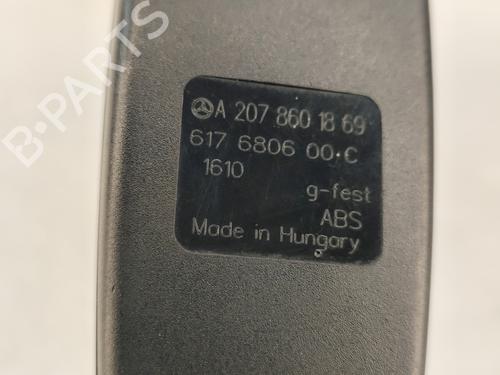 A 207 860 18 69
617 6806 00·C
1610
g-fest
ABS
Made in Hungary
B-PARTS